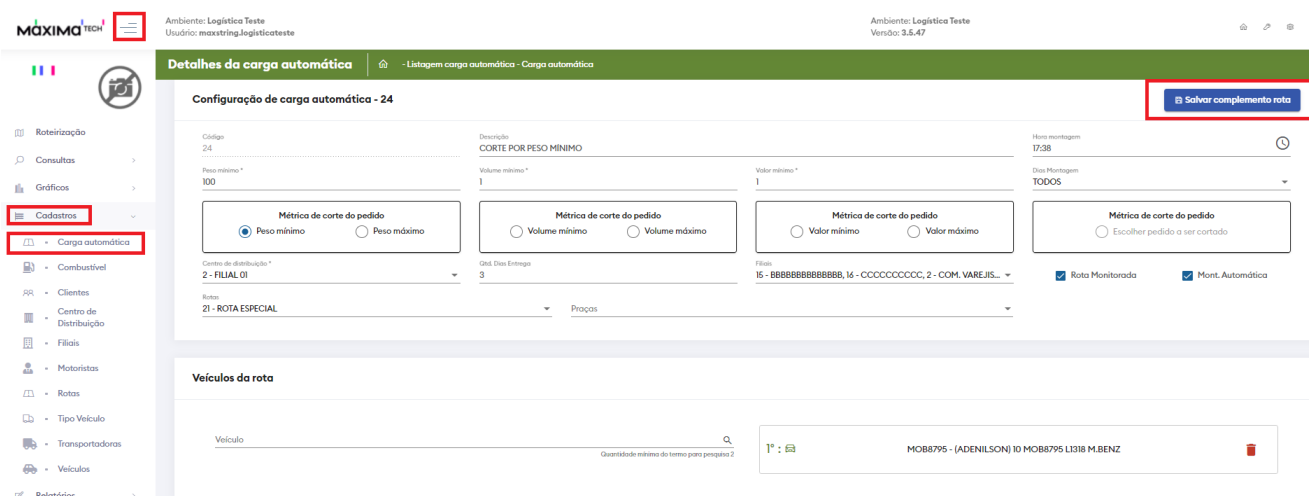 MÁXIMA TECH
Ambiente: Logística Teste
Usuário: maxstring.logisticateste
Ambiente: Logística Teste
Versão: 3.5.47
Detalhes da carga automática
- Listagem carga automática - Carga automática
Roteirização
Consultas
Gráficos
Cadastros
Carga automática
Combustível
Clientes
Centro de
Distribuição
Filiais
Motoristas
Rotas
Tipo Veículo
Transportadoras
Veículos
Relatórios
Configuração de carga automática - 24
Salvar complemento rota
Código
24
Descrição
CORTE POR PESO MÍNIMO
Hora montagem
17:38
Peso mínimo *
100
Volume mínimo *
1
Valor mínimo *
1
Dias Montagem
TODOS
Métrica de corte do pedido
Peso mínimo Peso máximo
Métrica de corte do pedido
Volume mínimo Volume máximo
Métrica de corte do pedido
Valor mínimo Valor máximo
Métrica de corte do pedido
Escolher pedido a ser cortado
Centro de distribuição *
2 - FILIAL 01
Qtd. Dias Entrega
3
Filiais
15 - BBBBBBBBBBBBBB, 16 - CCCCCCCCCC, 2 - COM. VAREJIS...
Rota Monitorada
Mont. Automática
Rotas
21 - ROTA ESPECIAL
Praças
Veículos da rota
Veículo
Quantidade mínima do termo para pesquisa 2
1° :
MOB8795 - (ADENILSON) 10 MOB8795 L1318 M.BENZ